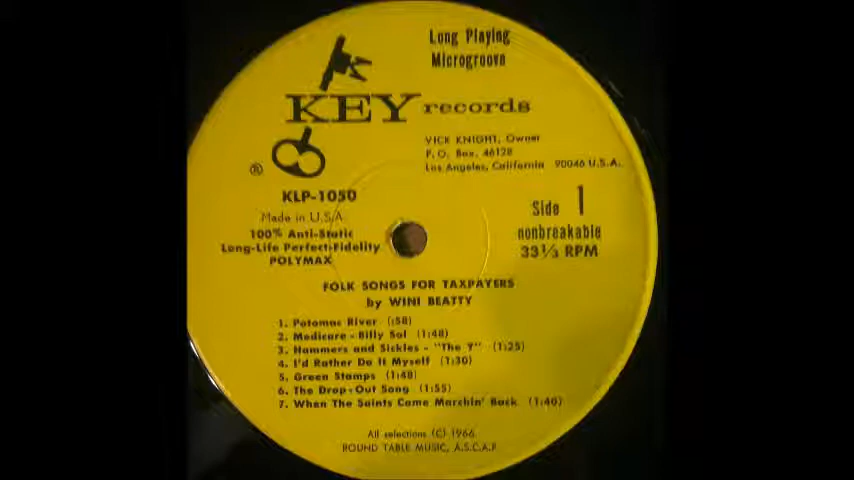 Long Playing
Microgroove
KEY records
VICK KNIGHT, Owner
P. O. Box, 46128
Los Angeles, California 90046 U.S.A.
®
KLP-1050
Made in U.S.A.
100% Anti-Static
Long-Life Perfect-Fidelity
POLYMAX
Side 1
nonbreakable
33⅓ RPM
FOLK SONGS FOR TAXPAYERS
by WINI BEATTY
1. Potomac River (:58)
2. Medicare - Billy Sol (1:48)
3. Hammers and Sickles - "The 7" (1:25)
4. I'd Rather Do It Myself (1:30)
5. Green Stamps (1:48)
6. The Drop-Out Song (1:55)
7. When The Saints Come Marchin' Back (1:40)
All selections (C) 1966
ROUND TABLE MUSIC, A.S.C.A.P.